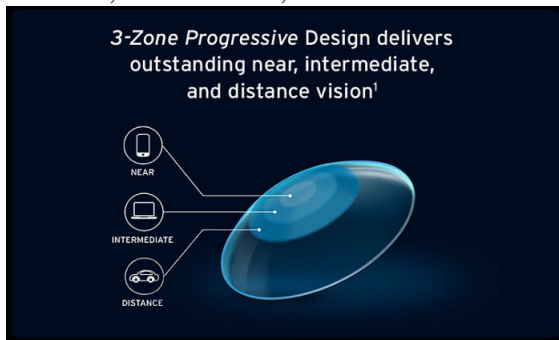 3-Zone Progressive Design delivers
outstanding near, intermediate,
and distance vision¹
NEAR
INTERMEDIATE
DISTANCE